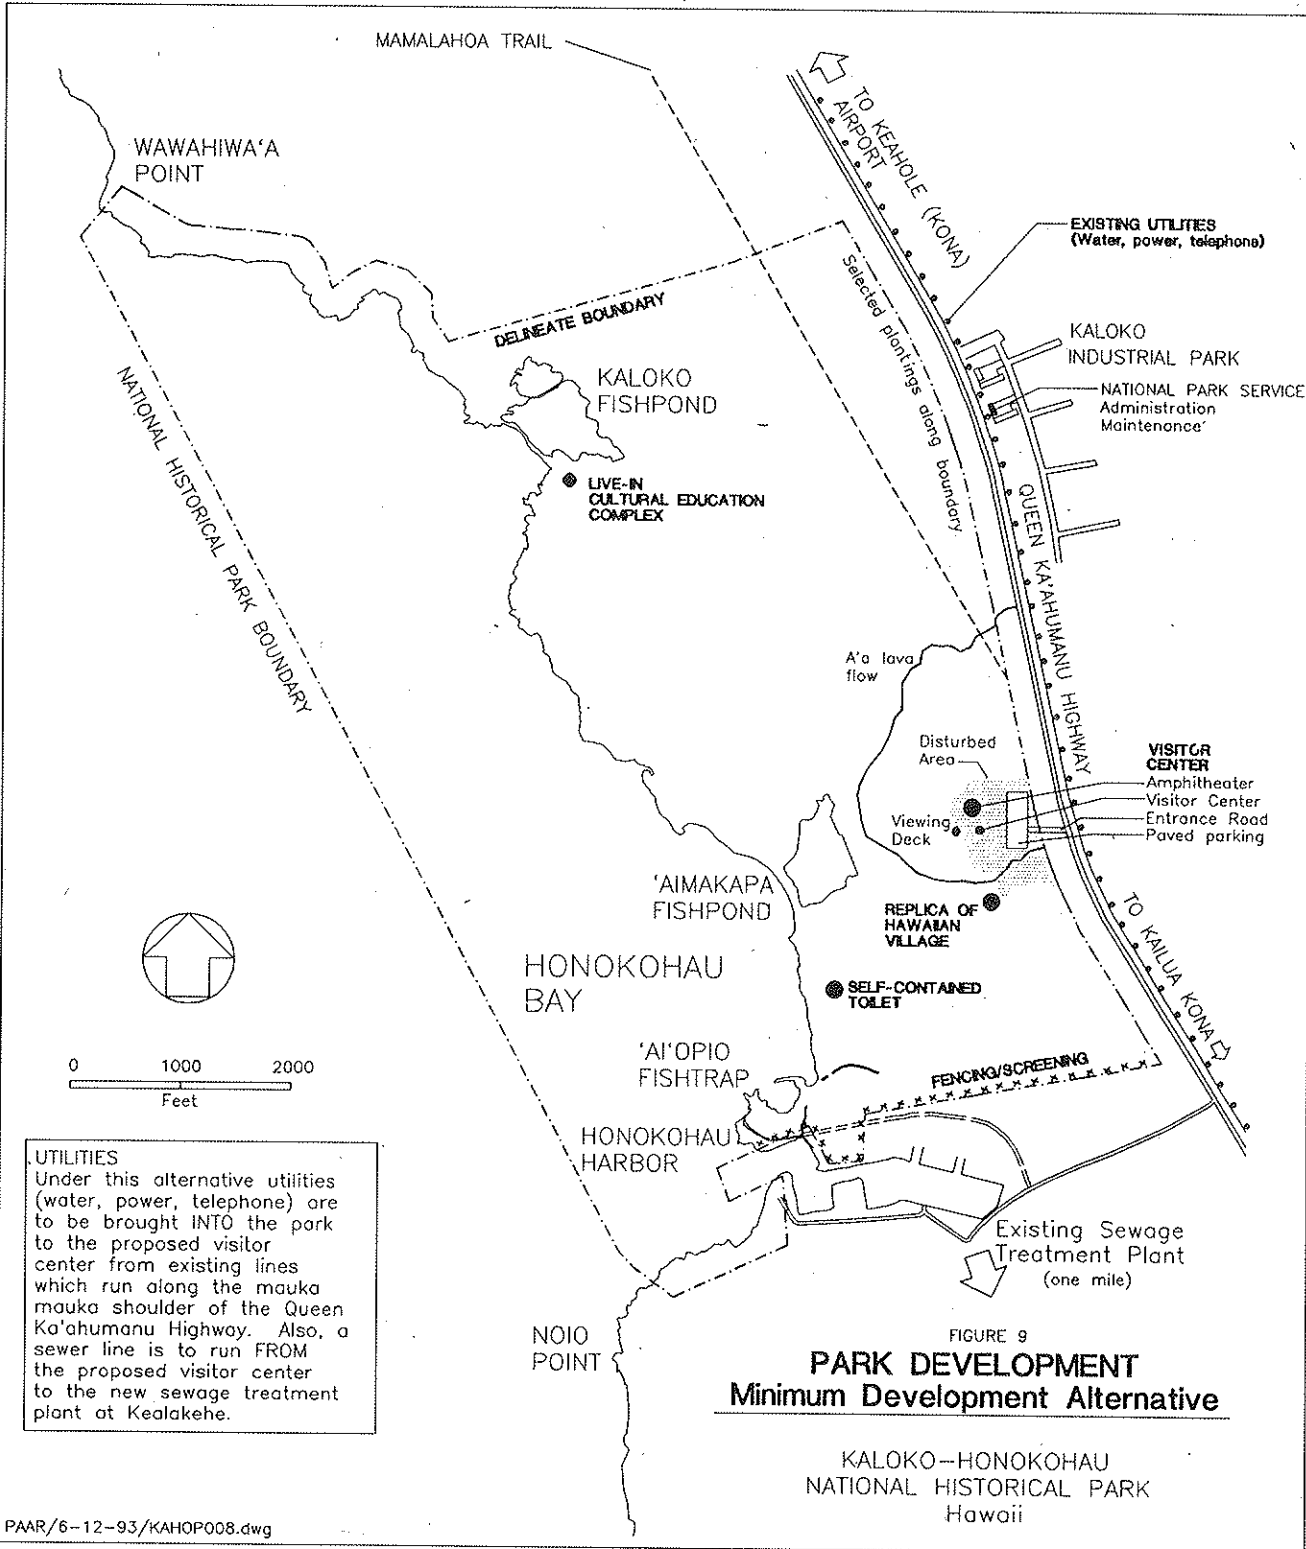 MAMALAHOA TRAIL
WAWAHIWA'A
POINT
TO KEAHOLE (KONA)
AIRPORT
EXISTING UTILITIES
(Water, power, telephone)
DELINEATE BOUNDARY
Selected plantings along boundary
KALOKO
INDUSTRIAL PARK
NATIONAL PARK SERVICE
Administration
Maintenance
KALOKO
FISHPOND
NATIONAL HISTORICAL PARK BOUNDARY
LIVE-IN
CULTURAL EDUCATION
COMPLEX
QUEEN KA'AHUMANU HIGHWAY
A'a lava
flow
Disturbed
Area
VISITOR
CENTER
Amphitheater
Visitor Center
Entrance Road
Paved parking
Viewing
Deck
'AIMAKAPA
FISHPOND
REPLICA OF
HAWAIIAN
VILLAGE
TO KAILUA KONA
HONOKOHAU
BAY
SELF-CONTAINED
TOILET
'AI'OPIO
FISHTRAP
FENCING/SCREENING
0 1000 2000
Feet
HONOKOHAU
HARBOR
UTILITIES
Under this alternative utilities
(water, power, telephone) are
to be brought INTO the park
to the proposed visitor
center from existing lines
which run along the mauka
mauka shoulder of the Queen
Ka'ahumanu Highway. Also, a
sewer line is to run FROM
the proposed visitor center
to the new sewage treatment
plant at Kealakehe.
Existing Sewage
Treatment Plant
(one mile)
NOIO
POINT
FIGURE 9
PARK DEVELOPMENT
Minimum Development Alternative
KALOKO-HONOKOHAU
NATIONAL HISTORICAL PARK
Hawaii
PAAR/6-12-93/KAHOP008.dwg